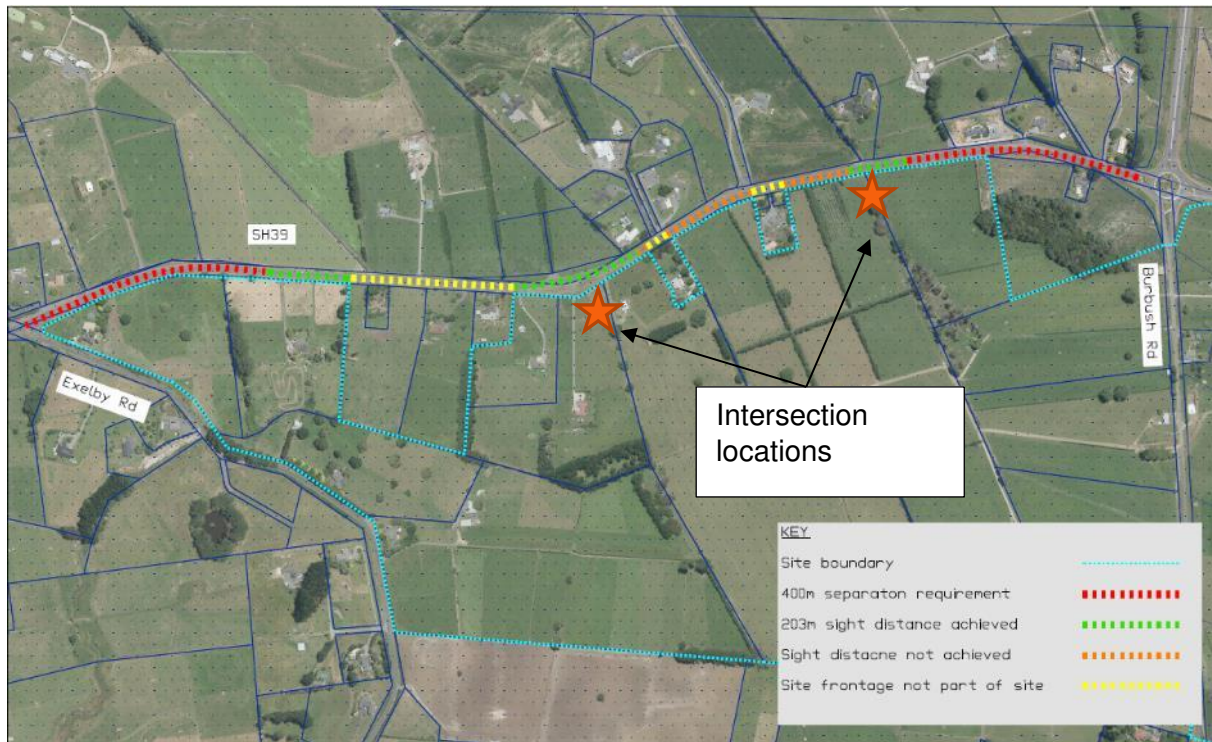 SH39
Exelby Rd
Burbush Rd
Intersection
locations
KEY
Site boundary
400m separaton requirement
203m sight distance achieved
Sight distacne not achieved
Site frontage not part of site